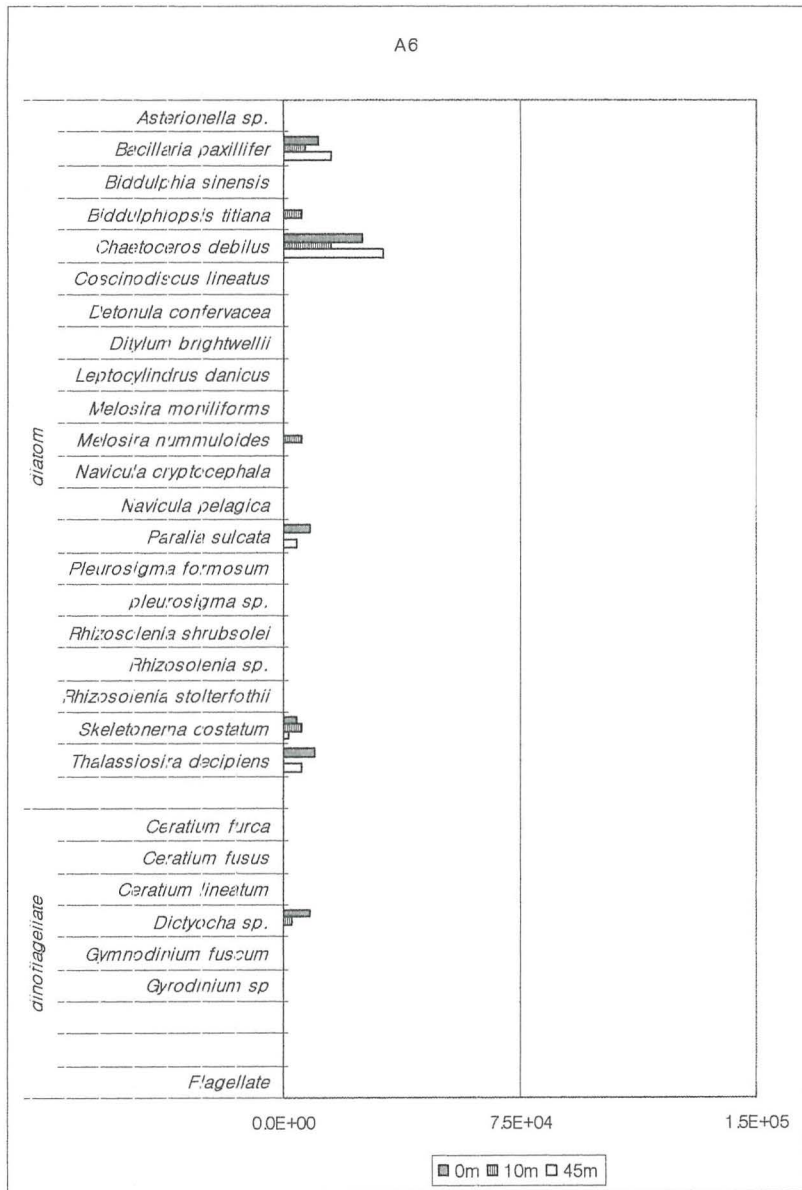 A6
diatom
Asterionella sp.
Bacillaria paxillifer
Biddulphia sinensis
Biddulphiopsis titiana
Chaetoceros debilus
Coscinodiscus lineatus
Detonula confervacea
Ditylum brightwellii
Leptocylindrus danicus
Melosira moniliforms
Melosira nummuloides
Navicula cryptocephala
Navicula pelagica
Paralia sulcata
Pleurosigma formosum
pleurosigma sp.
Rhizosolenia shrubsolei
Rhizosolenia sp.
Rhizosolenia stolterfothii
Skeletonema costatum
Thalassiosira decipiens
dinoflagellate
Ceratium furca
Ceratium fusus
Ceratium lineatum
Dictyocha sp.
Gymnodinium fuscum
Gyrodinium sp
Flagellate
0.0E+00 7.5E+04 1.5E+05
0m 10m 45m